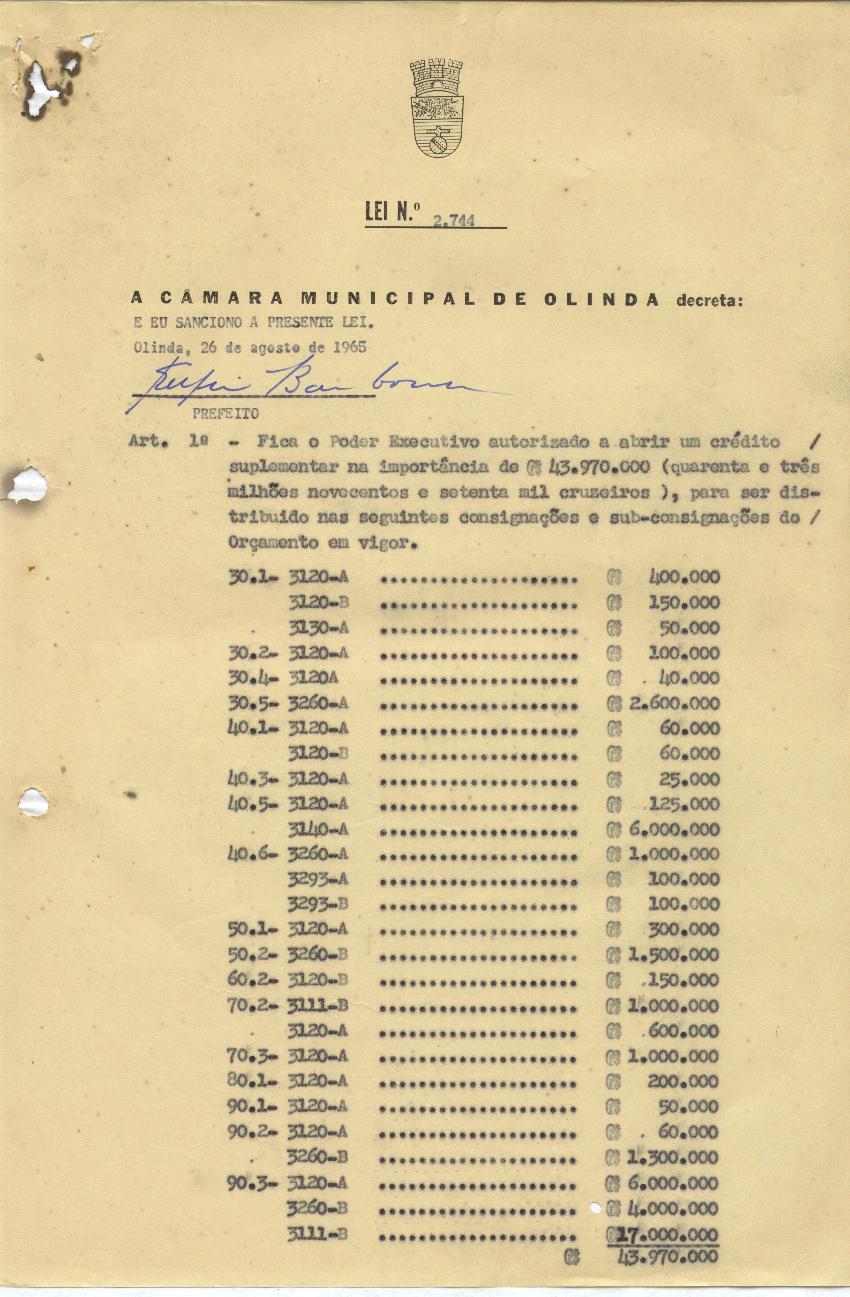 LEI N.º 2.744
A CÂMARA MUNICIPAL DE OLINDA decreta:
E EU SANCIONO A PRESENTE LEI.
Olinda, 26 de agosto de 1965
PREFEITO
Art. 1º - Fica o Poder Executivo autorizado a abrir um crédito /
suplementar na importância de ₢ 43.970.000 (quarenta e três
milhões novecentos e setenta mil cruzeiros ), para ser dis-
tribuido nas seguintes consignações e sub-consignações do /
Orçamento em vigor.
30.1- 3120-A .................... ₢ 400.000
3120-B .................... ₢ 150.000
3130-A .................... ₢ 50.000
30.2- 3120-A .................... ₢ 100.000
30.4- 3120A .................... ₢ 40.000
30.5- 3260-A .................... ₢ 2.600.000
40.1- 3120-A .................... ₢ 60.000
3120-B .................... ₢ 60.000
40.3- 3120-A .................... ₢ 25.000
40.5- 3120-A .................... ₢ 125.000
3140-A .................... ₢ 6.000.000
40.6- 3260-A .................... ₢ 1.000.000
3293-A .................... ₢ 100.000
3293-B .................... ₢ 100.000
50.1- 3120-A .................... ₢ 300.000
50.2- 3260-B .................... ₢ 1.500.000
60.2- 3120-B .................... ₢ 150.000
70.2- 3111-B .................... ₢ 1.000.000
3120-A .................... ₢ 600.000
70.3- 3120-A .................... ₢ 1.000.000
80.1- 3120-A .................... ₢ 200.000
90.1- 3120-A .................... ₢ 50.000
90.2- 3120-A .................... ₢ 60.000
3260-B .................... ₢ 1.300.000
90.3- 3120-A .................... ₢ 6.000.000
3260-B .................... ₢ 4.000.000
3111-B .................... ₢ 17.000.000
₢ 43.970.000